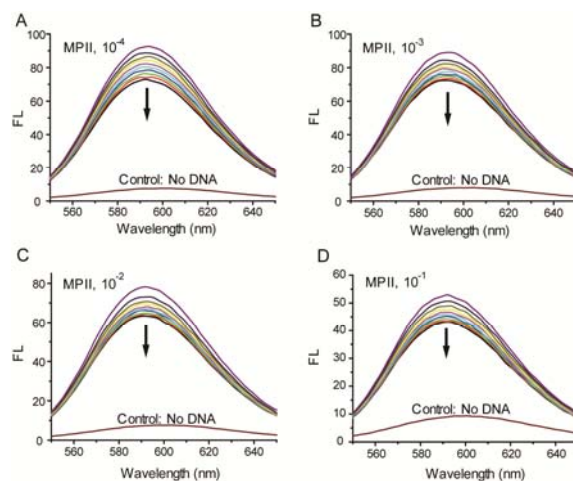 A
MPII, 10-4
FL
100
80
60
40
20
0
Control: No DNA
560 580 600 620 640
Wavelength (nm)
B
MPII, 10-3
FL
100
80
60
40
20
0
Control: No DNA
560 580 600 620 640
Wavelength (nm)
C
MPII, 10-2
FL
80
60
40
20
0
Control: No DNA
560 580 600 620 640
Wavelength (nm)
D
MPII, 10-1
FL
60
50
40
30
20
10
0
Control: No DNA
560 580 600 620 640
Wavelength (nm)